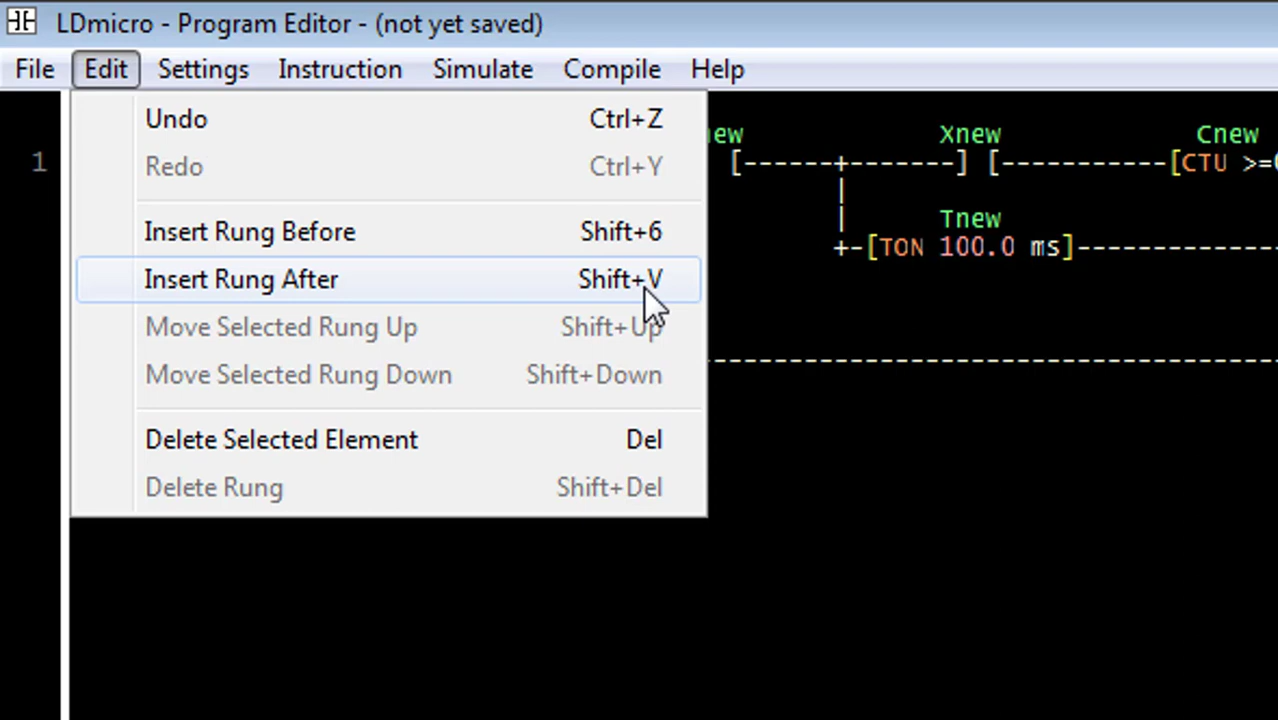 LDmicro - Program Editor - (not yet saved)
File Edit Settings Instruction Simulate Compile Help
Undo Ctrl+Z
Redo Ctrl+Y
Insert Rung Before Shift+6
Insert Rung After Shift+V
Move Selected Rung Up Shift+Up
Move Selected Rung Down Shift+Down
Delete Selected Element Del
Delete Rung Shift+Del
Xnew Cnew
1 [------+-------] [-----------[CTU >=
Tnew
+-[TON 100.0 ms]-------------